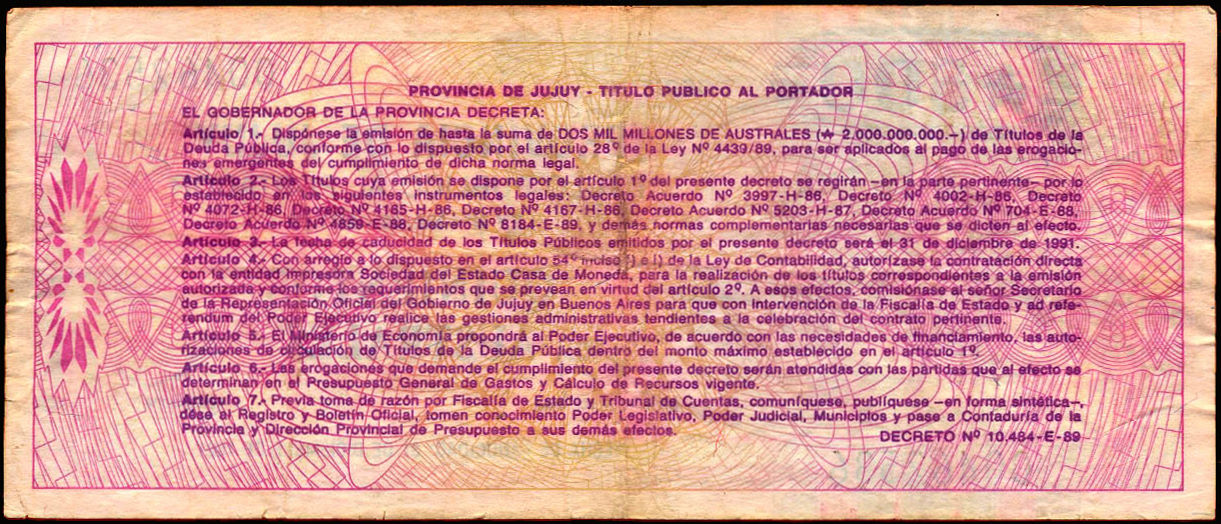 PROVINCIA DE JUJUY - TITULO PUBLICO AL PORTADOR
EL GOBERNADOR DE LA PROVINCIA DECRETA:
Artículo 1.- Dispónese la emisión de hasta la suma de DOS MIL MILLONES DE AUSTRALES (₳ 2.000.000.000.-) de Títulos de la
Deuda Pública, conforme con lo dispuesto por el artículo 28º de la Ley Nº 4439/89, para ser aplicados al pago de las erogacio-
nes emergentes del cumplimiento de dicha norma legal.
Artículo 2.- Los Títulos cuya emisión se dispone por el artículo 1º del presente decreto se regirán -en la parte pertinente- por lo
establecido en los siguientes instrumentos legales: Decreto Acuerdo Nº 3997-H-86, Decreto Nº 4002-H-86, Decreto
Nº 4072-H-86, Decreto Nº 4165-H-86, Decreto Nº 4167-H-86, Decreto Acuerdo Nº 5203-H-87, Decreto Acuerdo Nº 704-E-88,
Decreto Acuerdo Nº 4859-E-88, Decreto Nº 8184-E-89, y demás normas complementarias necesarias que se dicten al efecto.
Artículo 3.- La fecha de caducidad de los Títulos Públicos emitidos por el presente decreto será el 31 de diciembre de 1991.
Artículo 4.- Con arreglo a lo dispuesto en el artículo 54º inciso i) de la Ley de Contabilidad, autorízase la contratación directa
con la entidad impresora Sociedad del Estado Casa de Moneda, para la realización de los títulos correspondientes a la emisión
autorizada y conforme los requerimientos que se prevean en virtud del artículo 2º. A esos efectos, comisiónase al señor Secretario
de la Representación Oficial del Gobierno de Jujuy en Buenos Aires para que con intervención de la Fiscalía de Estado y ad refe-
rendum del Poder Ejecutivo realice las gestiones administrativas tendientes a la celebración del contrato pertinente.
Artículo 5.- El Ministerio de Economía propondrá al Poder Ejecutivo, de acuerdo con las necesidades de financiamiento, las auto-
rizaciones de circulación de Títulos de la Deuda Pública dentro del monto máximo establecido en el artículo 1º.
Artículo 6.- Las erogaciones que demande el cumplimiento del presente decreto serán atendidas con las partidas que al efecto se
determinan en el Presupuesto General de Gastos y Cálculo de Recursos vigente.
Artículo 7.- Previa toma de razón por Fiscalía de Estado y Tribunal de Cuentas, comuníquese, publíquese -en forma sintética-,
dése al Registro y Boletín Oficial, tomen conocimiento Poder Legislativo, Poder Judicial, Municipios y pase a Contaduría de la
Provincia y Dirección Provincial de Presupuesto a sus demás efectos.
DECRETO Nº 10.484-E-89